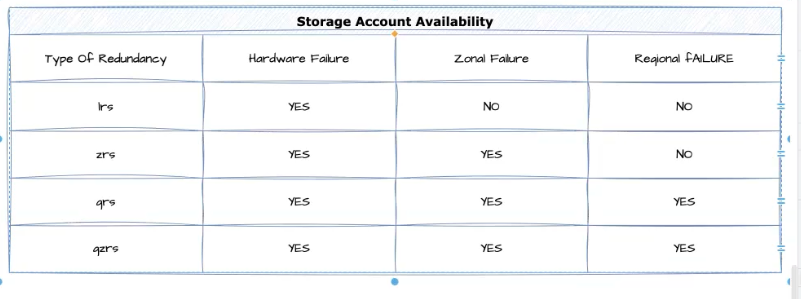 Storage Account Availability
Type Of Redundancy Hardware Failure Zonal Failure Regional fAILURE
lrs YES NO NO
zrs YES YES NO
grs YES YES YES
gzrs YES YES YES